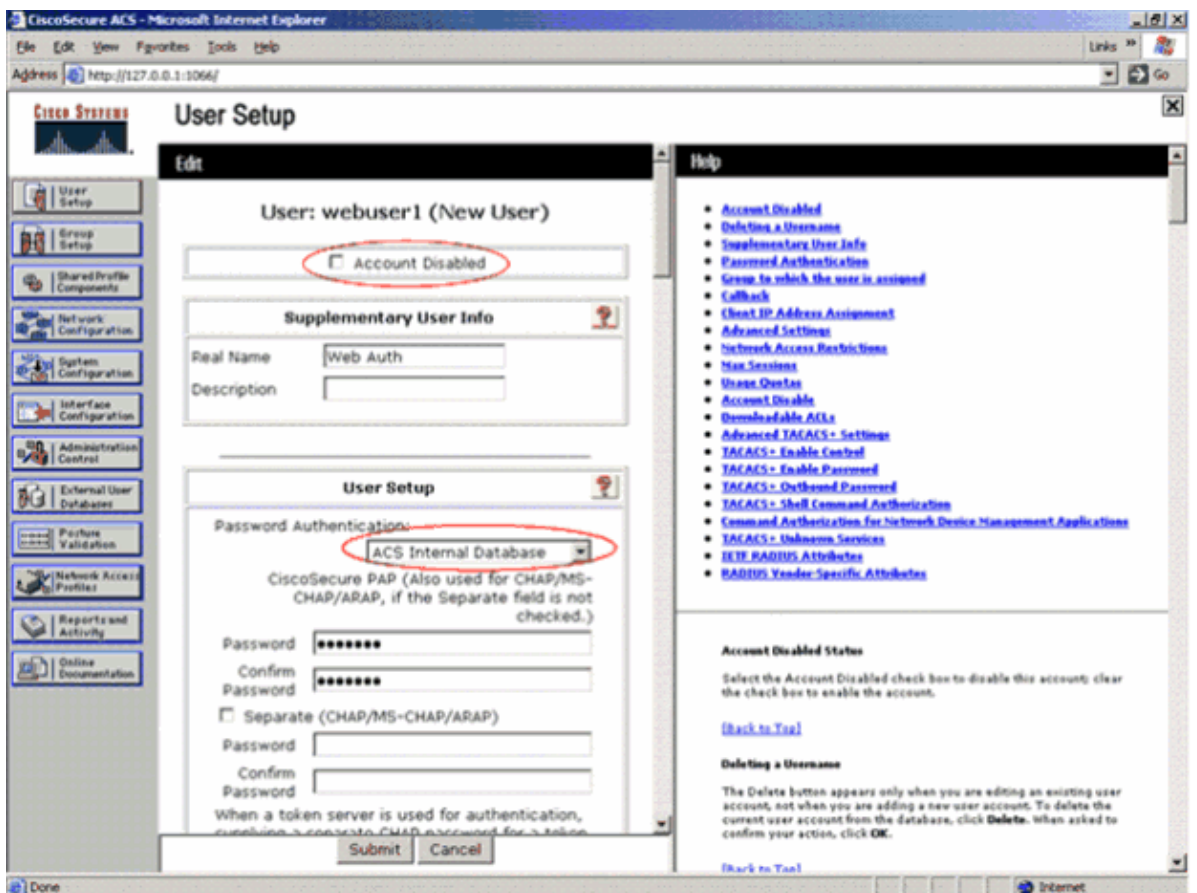 CiscoSecure ACS - Microsoft Internet Explorer
File Edit View Favorites Tools Help
Links »
Address http://127.0.0.1:1066/
Go
CISCO SYSTEMS
User Setup
User Setup
Group Setup
Shared Profile Components
Network Configuration
System Configuration
Interface Configuration
Administration Control
External User Databases
Posture Validation
Network Access Profiles
Reports and Activity
Online Documentation
Edit
User: webuser1 (New User)
Account Disabled
Supplementary User Info
Real Name Web Auth
Description
User Setup
Password Authentication:
ACS Internal Database
CiscoSecure PAP (Also used for CHAP/MS-
CHAP/ARAP, if the Separate field is not
checked.)
Password •••••••
Confirm
Password •••••••
Separate (CHAP/MS-CHAP/ARAP)
Password
Confirm
Password
When a token server is used for authentication,
supplying a separate CHAP password for a token
Submit Cancel
Help
Account Disabled
Deleting a Username
Supplementary User Info
Password Authentication
Group to which the user is assigned
Callback
Client IP Address Assignment
Advanced Settings
Network Access Restrictions
Max Sessions
Usage Quotas
Account Disable
Downloadable ACLs
Advanced TACACS+ Settings
TACACS+ Enable Control
TACACS+ Enable Password
TACACS+ Outbound Password
TACACS+ Shell Command Authorization
Command Authorization for Network Device Management Applications
TACACS+ Unknown Services
IETF RADIUS Attributes
RADIUS Vendor-Specific Attributes
Account Disabled Status
Select the Account Disabled check box to disable this account; clear
the check box to enable the account.
[Back to Top]
Deleting a Username
The Delete button appears only when you are editing an existing user
account, not when you are adding a new user account. To delete the
current user account from the database, click Delete. When asked to
confirm your action, click OK.
[Back to Top]
Done
Internet